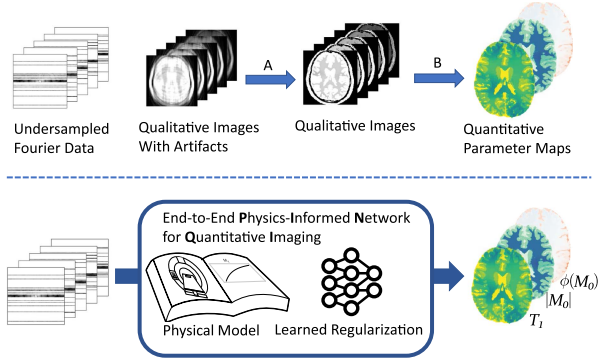 A
B
Undersampled
Fourier Data
Qualitative Images
With Artifacts
Qualitative Images
Quantitative
Parameter Maps
End-to-End Physics-Informed Network
for Quantitative Imaging
Physical Model
Learned Regularization
ϕ(M₀)
|M₀|
T₁